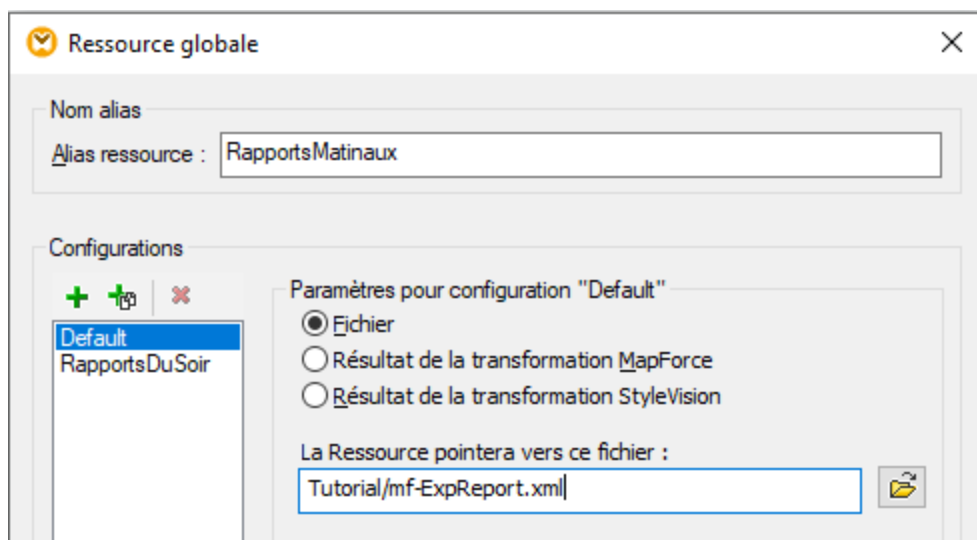 Ressource globale
Nom alias
Alias ressource : RapportsMatinaux
Configurations
Default
RapportsDuSoir
Paramètres pour configuration "Default"
Fichier
Résultat de la transformation MapForce
Résultat de la transformation StyleVision
La Ressource pointera vers ce fichier :
Tutorial/mf-ExpReport.xml